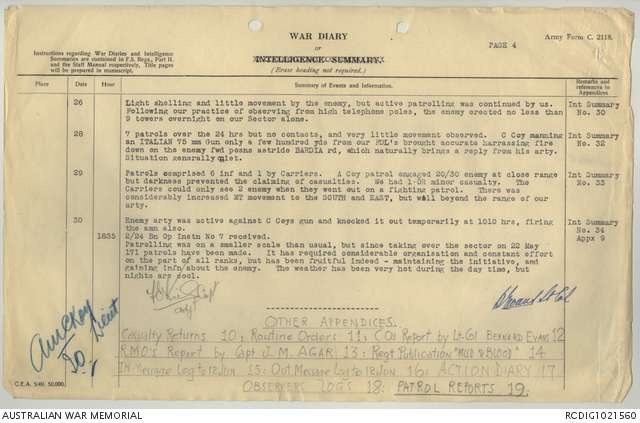 WAR DIARY
or
INTELLIGENCE SUMMARY.
(Erase heading not required.)
PAGE 4
Army Form C. 2118.
Instructions regarding War Diaries and Intelligence
Summaries are contained in F.S. Regs., Part II.
and the Staff Manual respectively. Title pages
will be prepared in manuscript.
Place Date Hour Summary of Events and Information. Remarks and references to Appendices
26 Light shelling and little movement by the enemy, but active patrolling was continued by us. Int Summary
Following our practice of observing from high telephone poles, the enemy erected no less than No. 30
9 towers overnight on our Sector alone.
28 7 patrols over the 24 hrs but no contacts, and very little movement observed. C Coy manning Int Summary
an ITALIAN 75 mm Gun only a few hundred yds from our FDL's brought accurate harrassing fire No. 32
down on the enemy fwd posns astride BARDIA rd, which naturally brings a reply from his arty.
Situation generally quiet.
29 Patrols comprised 6 inf and 1 by Carriers. A Coy patrol engaged 20/30 enemy at close range Int Summary
but darkness prevented the claiming of casualties. We had 1-OR minor casualty. The No. 33
Carriers could only see 2 enemy when they went out on a fighting patrol. There was
considerably increased MT movement to the SOUTH and EAST, but well beyond the range of our
arty.
30 Enemy arty was active against C Coys gun and knocked it out temporarily at 1010 hrs, firing Int Summary
the amn also. No. 34
1855 2/24 Bn Op Instn No 7 received. Appx 9
Patrolling was on a smaller scale than usual, but since taking over the sector on 22 May
171 patrols have been made. It has required considerable organisation and constant effort
on the part of all ranks, but has been fruitful indeed - maintaining the initiative, and
gaining infn about the enemy. The weather has been very hot during the day time, but
nights are cool.
Lieut
IO
Lt Col
OTHER APPENDICES.
Casualty Returns 10; Routine Orders 11; COs Report by Lt-Col BERNARD EVANS 12
R.M.O's Report by Capt J. M. AGAR 13: Regt Publication "MUD & BLOOD" 14
IN Message Log to 12 JUN 15: Out Message Log to 12 JUN 16: ACTION DIARY 17
OBSERVERS LOGS 18: PATROL REPORTS 19.
C.E.A. 9/40. 50,000.
AUSTRALIAN WAR MEMORIAL
RCDIG1021560